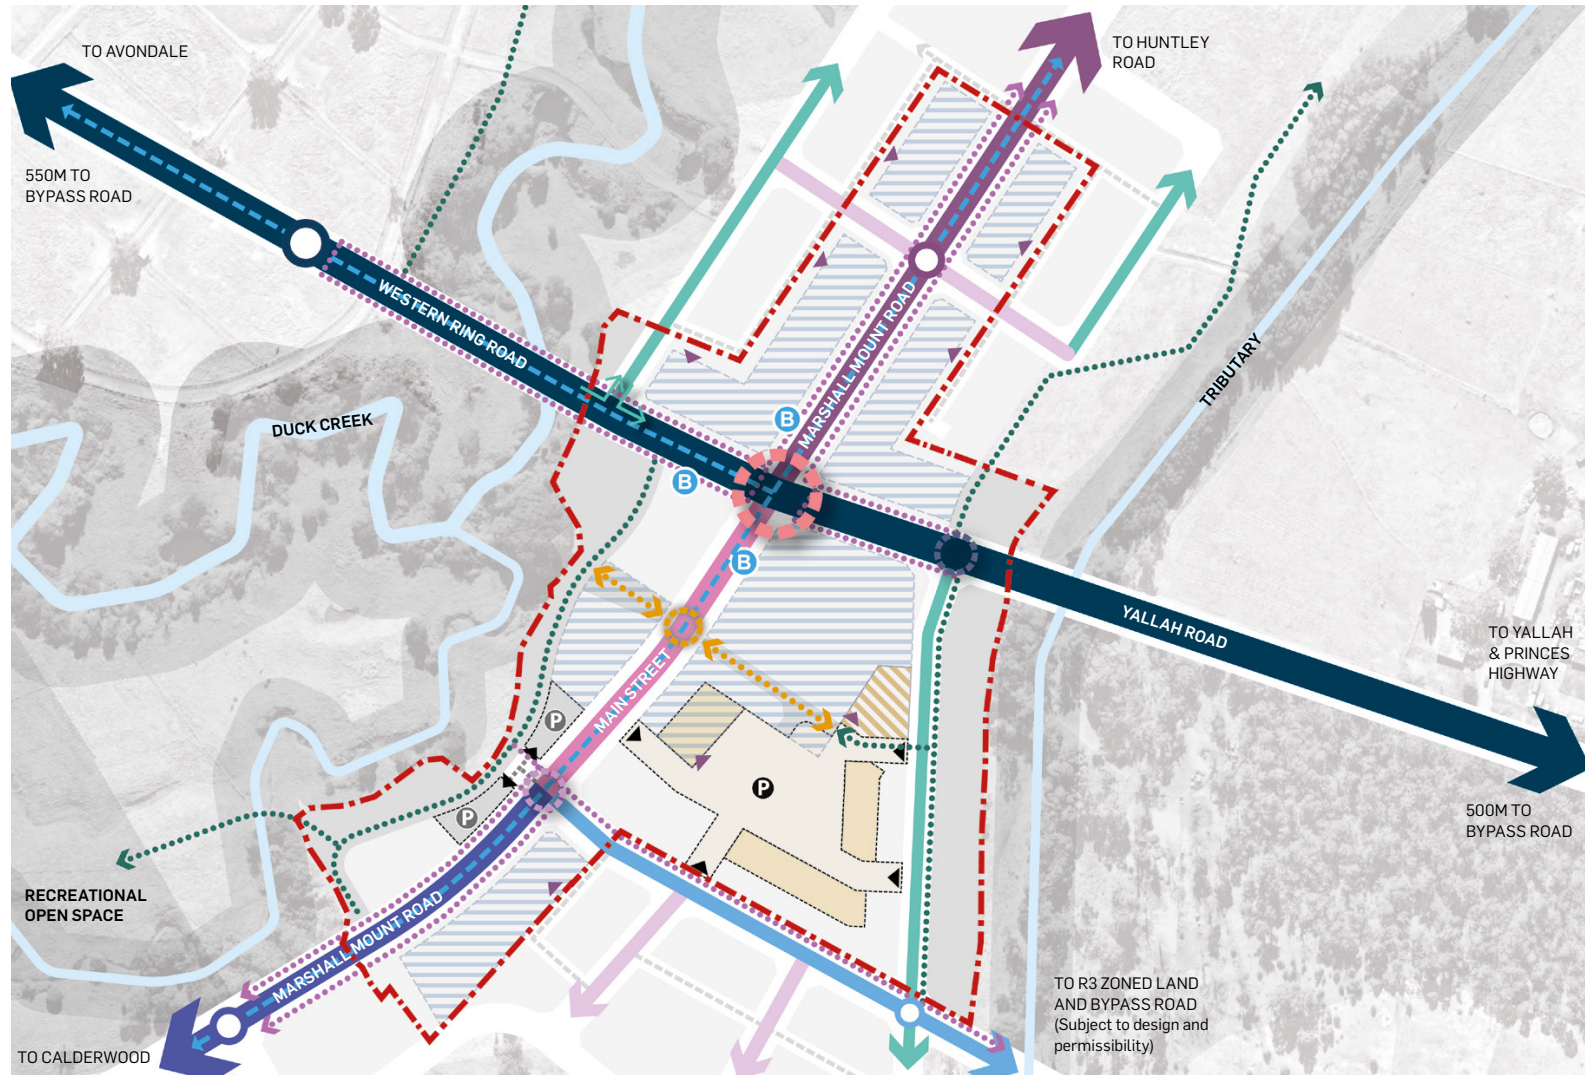 TO AVONDALE
TO HUNTLEY
ROAD
550M TO
BYPASS ROAD
WESTERN RING ROAD
MARSHALL MOUNT ROAD
TRIBUTARY
DUCK CREEK
B
B
B
YALLAH ROAD
TO YALLAH
& PRINCES
HIGHWAY
MAIN STREET
P
P
P
500M TO
BYPASS ROAD
RECREATIONAL
OPEN SPACE
MARSHALL MOUNT ROAD
TO R3 ZONED LAND
AND BYPASS ROAD
(Subject to design and
permissibility)
TO CALDERWOOD